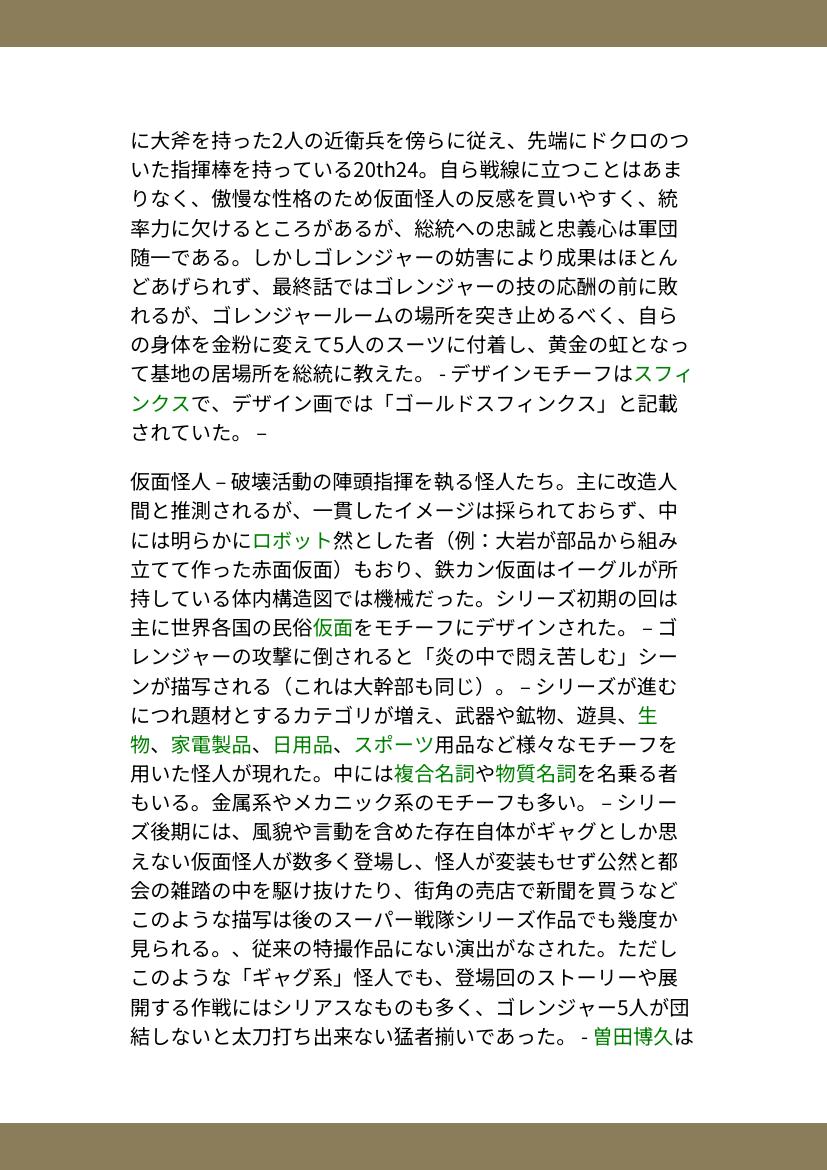 に大斧を持った2人の近衛兵を傍らに従え、先端にドクロのつ
いた指揮棒を持っている20th24。自ら戦線に立つことはあま
りなく、傲慢な性格のため仮面怪人の反感を買いやすく、統
率力に欠けるところがあるが、総統への忠誠と忠義心は軍団
随一である。しかしゴレンジャーの妨害により成果はほとん
どあげられず、最終話ではゴレンジャーの技の応酬の前に敗
れるが、ゴレンジャールームの場所を突き止めるべく、自ら
の身体を金粉に変えて5人のスーツに付着し、黄金の虹となっ
て基地の居場所を総統に教えた。 - デザインモチーフはスフィ
ンクスで、デザイン画では「ゴールドスフィンクス」と記載
されていた。 –
仮面怪人 – 破壊活動の陣頭指揮を執る怪人たち。主に改造人
間と推測されるが、一貫したイメージは採られておらず、中
には明らかにロボット然とした者（例：大岩が部品から組み
立てて作った赤面仮面）もおり、鉄カン仮面はイーグルが所
持している体内構造図では機械だった。シリーズ初期の回は
主に世界各国の民俗仮面をモチーフにデザインされた。 – ゴ
レンジャーの攻撃に倒されると「炎の中で悶え苦しむ」シー
ンが描写される（これは大幹部も同じ）。 – シリーズが進む
につれ題材とするカテゴリが増え、武器や鉱物、遊具、生
物、家電製品、日用品、スポーツ用品など様々なモチーフを
用いた怪人が現れた。中には複合名詞や物質名詞を名乗る者
もいる。金属系やメカニック系のモチーフも多い。 – シリー
ズ後期には、風貌や言動を含めた存在自体がギャグとしか思
えない仮面怪人が数多く登場し、怪人が変装もせず公然と都
会の雑踏の中を駆け抜けたり、街角の売店で新聞を買うなど
このような描写は後のスーパー戦隊シリーズ作品でも幾度か
見られる。、従来の特撮作品にない演出がなされた。ただし
このような「ギャグ系」怪人でも、登場回のストーリーや展
開する作戦にはシリアスなものも多く、ゴレンジャー5人が団
結しないと太刀打ち出来ない猛者揃いであった。 - 曽田博久は